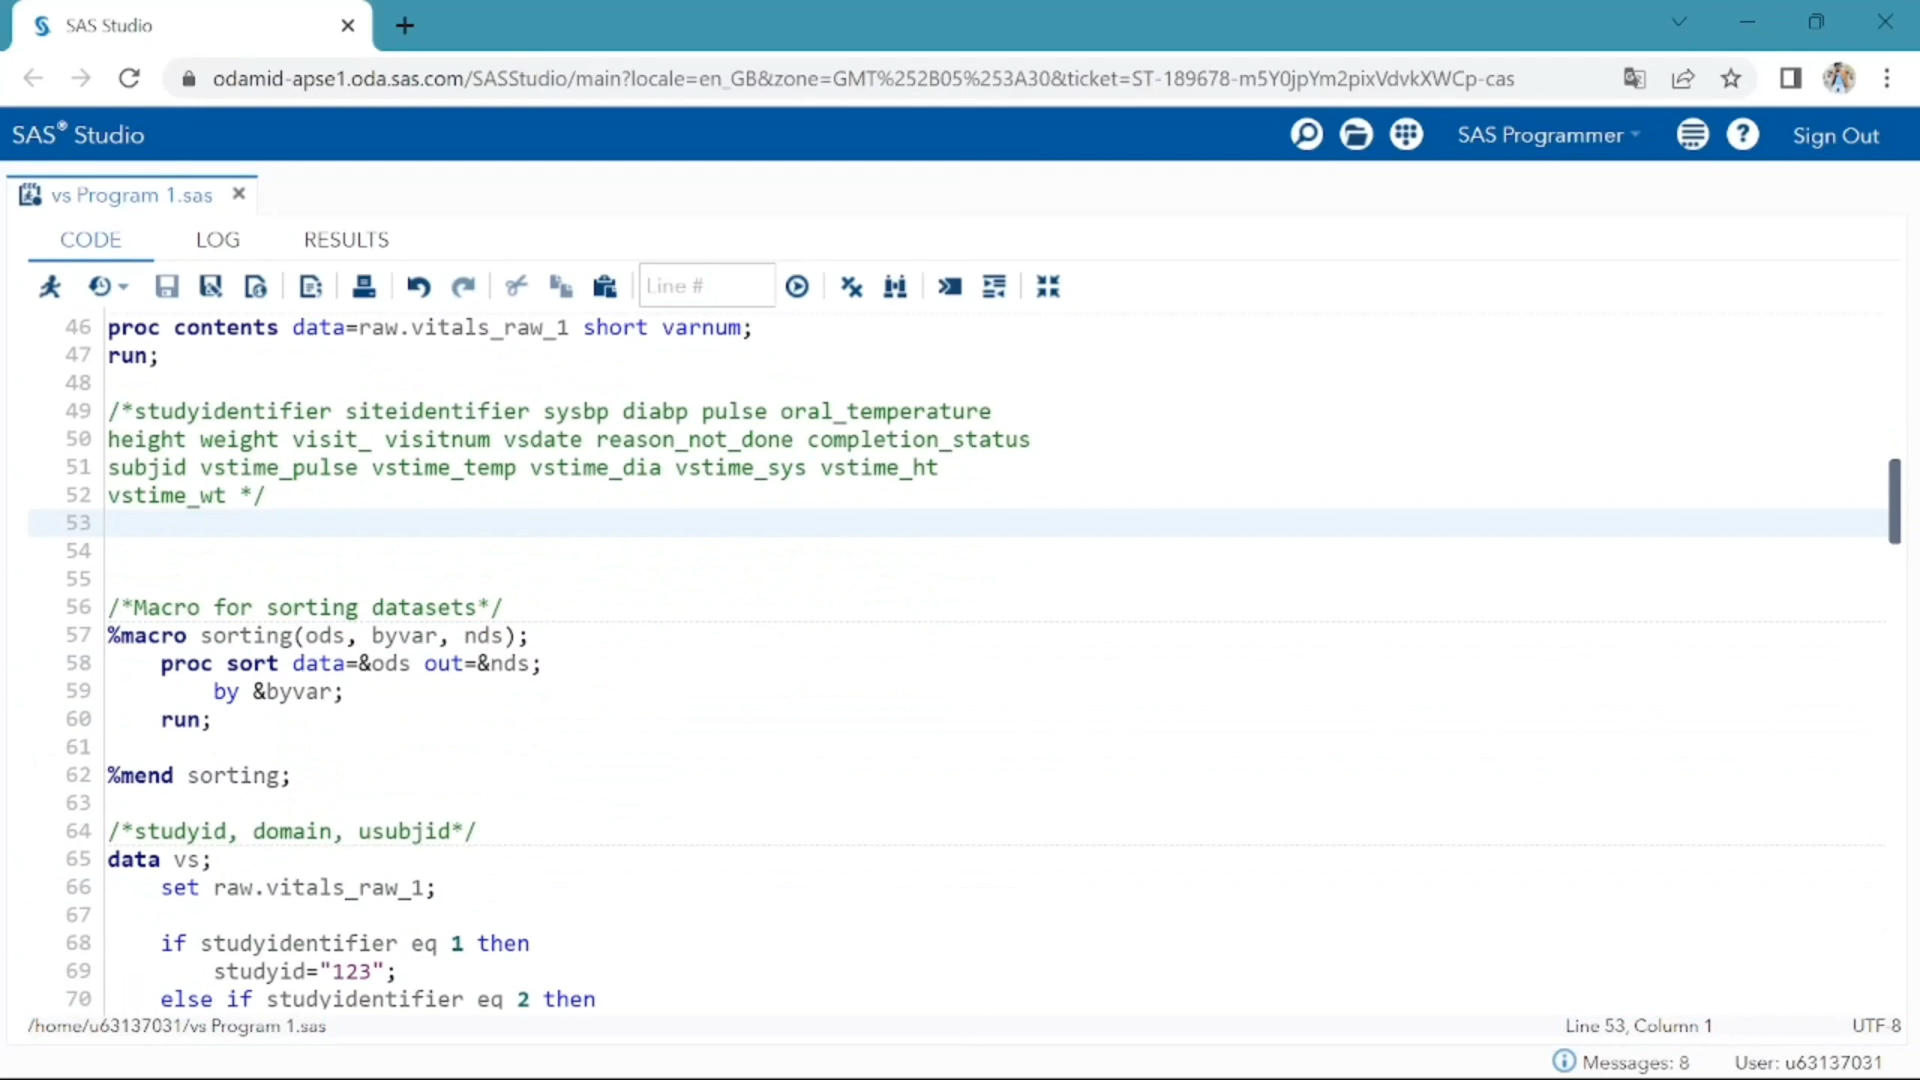 SAS Studio
odamid-apse1.oda.sas.com/SASStudio/main?locale=en_GB&zone=GMT%252B05%253A30&ticket=ST-189678-m5Y0jpYm2pixVdvkXWCp-cas
SAS® Studio
SAS Programmer
Sign Out
vs Program 1.sas
CODE LOG RESULTS
Line #
46 proc contents data=raw.vitals_raw_1 short varnum;
47 run;
48
49 /*studyidentifier siteidentifier sysbp diabp pulse oral_temperature
50 height weight visit_ visitnum vsdate reason_not_done completion_status
51 subjid vstime_pulse vstime_temp vstime_dia vstime_sys vstime_ht
52 vstime_wt */
53
54
55
56 /*Macro for sorting datasets*/
57 %macro sorting(ods, byvar, nds);
58 proc sort data=&ods out=&nds;
59 by &byvar;
60 run;
61
62 %mend sorting;
63
64 /*studyid, domain, usubjid*/
65 data vs;
66 set raw.vitals_raw_1;
67
68 if studyidentifier eq 1 then
69 studyid="123";
70 else if studyidentifier eq 2 then
/home/u63137031/vs Program 1.sas
Line 53, Column 1
UTF-8
Messages: 8
User: u63137031